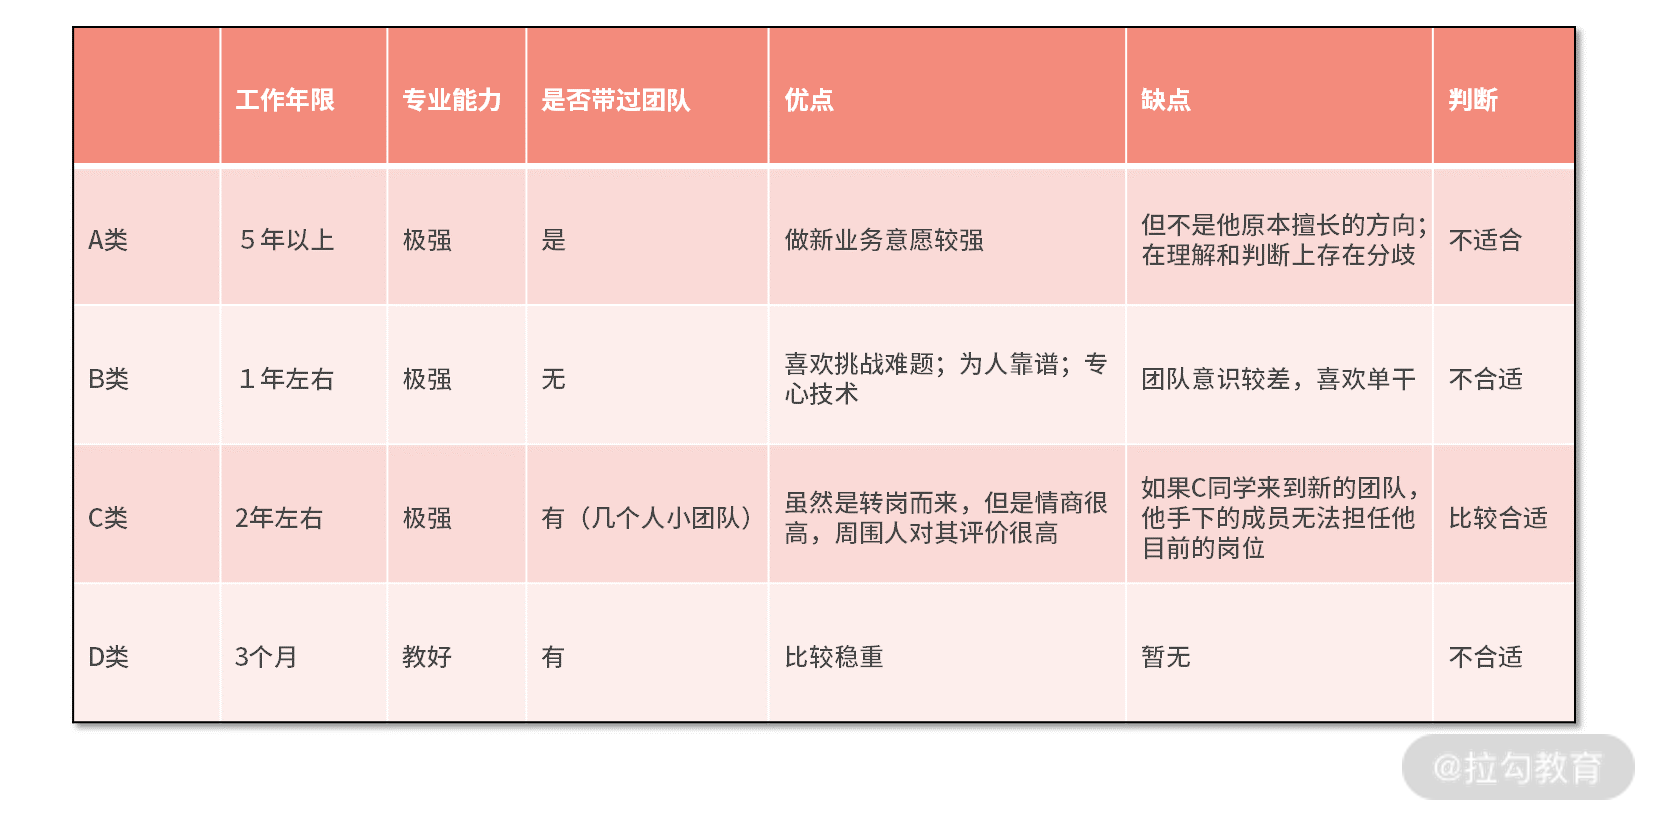 工作年限 专业能力 是否带过团队 优点 缺点 判断
A类 5年以上 极强 是 做新业务意愿较强 但不是他原本擅长的方向；
在理解和判断上存在分歧 不适合
B类 1年左右 极强 无 喜欢挑战难题；为人靠谱；专
心技术 团队意识较差，喜欢单干 不合适
C类 2年左右 极强 有（几个人小团队） 虽然是转岗而来，但是情商很
高，周围人对其评价很高 如果C同学来到新的团队，
他手下的成员无法担任他
目前的岗位 比较合适
D类 3个月 教好 有 比较稳重 暂无 不合适
@拉勾教育